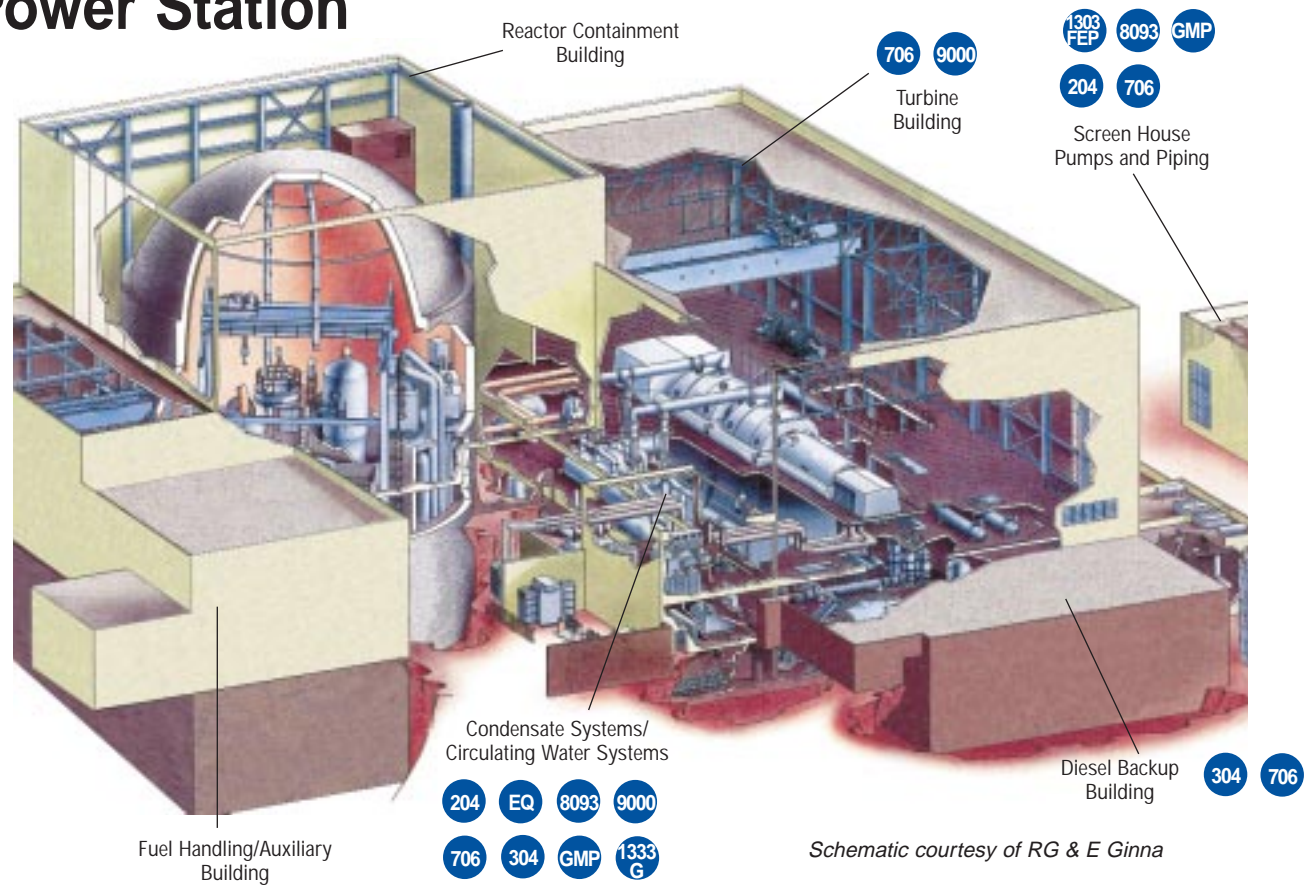 Power Station
Reactor Containment
Building
706 9000
Turbine
Building
1303
FEP 8093 GMP
204 706
Screen House
Pumps and Piping
Condensate Systems/
Circulating Water Systems
204 EQ 8093 9000
706 304 GMP 1333
G
Diesel Backup
Building
304 706
Fuel Handling/Auxiliary
Building
Schematic courtesy of RG & E Ginna